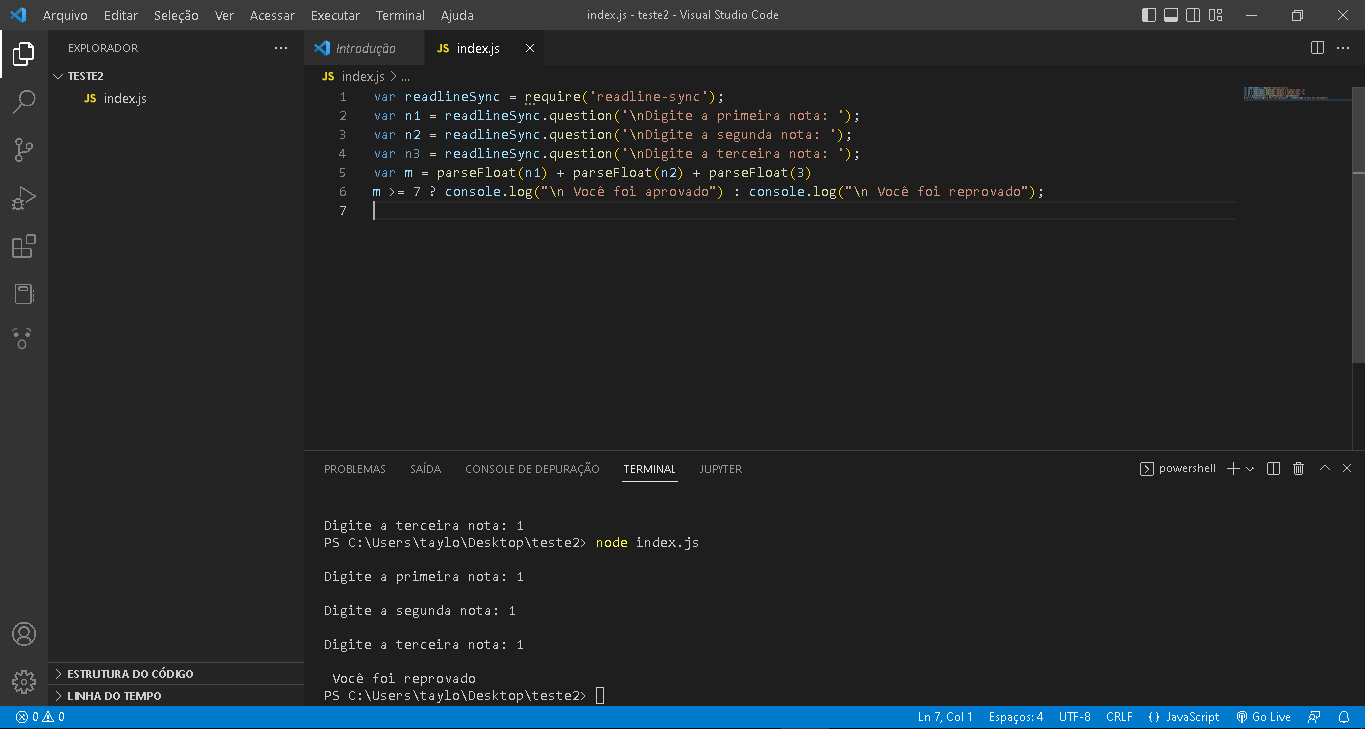 Arquivo Editar Seleção Ver Acessar Executar Terminal Ajuda index.js - teste2 - Visual Studio Code
EXPLORADOR ...
TESTE2
JS index.js
Introdução JS index.js
JS index.js > ...
1 var readlineSync = require('readline-sync');
2 var n1 = readlineSync.question('\nDigite a primeira nota: ');
3 var n2 = readlineSync.question('\nDigite a segunda nota: ');
4 var n3 = readlineSync.question('\nDigite a terceira nota: ');
5 var m = parseFloat(n1) + parseFloat(n2) + parseFloat(3)
6 m >= 7 ? console.log("\n Você foi aprovado") : console.log("\n Você foi reprovado");
7
PROBLEMAS SAÍDA CONSOLE DE DEPURAÇÃO TERMINAL JUPYTER powershell
Digite a terceira nota: 1
PS C:\Users\taylo\Desktop\teste2> node index.js
Digite a primeira nota: 1
Digite a segunda nota: 1
Digite a terceira nota: 1
Você foi reprovado
PS C:\Users\taylo\Desktop\teste2>
ESTRUTURA DO CÓDIGO
LINHA DO TEMPO
0 0 Ln 7, Col 1 Espaços: 4 UTF-8 CRLF {} JavaScript Go Live